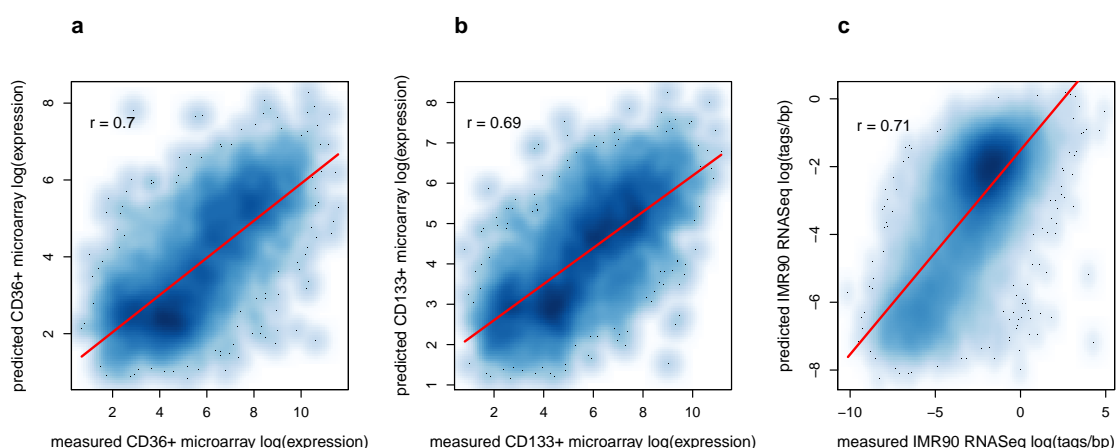 a
b
c
r = 0.7
r = 0.69
r = 0.71
predicted CD36+ microarray log(expression)
8
6
4
2
2 4 6 8 10
measured CD36+ microarray log(expression)
predicted CD133+ microarray log(expression)
8
7
6
5
4
3
2
1
2 4 6 8 10
measured CD133+ microarray log(expression)
predicted IMR90 RNASeq log(tags/bp)
0
−2
−4
−6
−8
−10 −5 0 5
measured IMR90 RNASeq log(tags/bp)